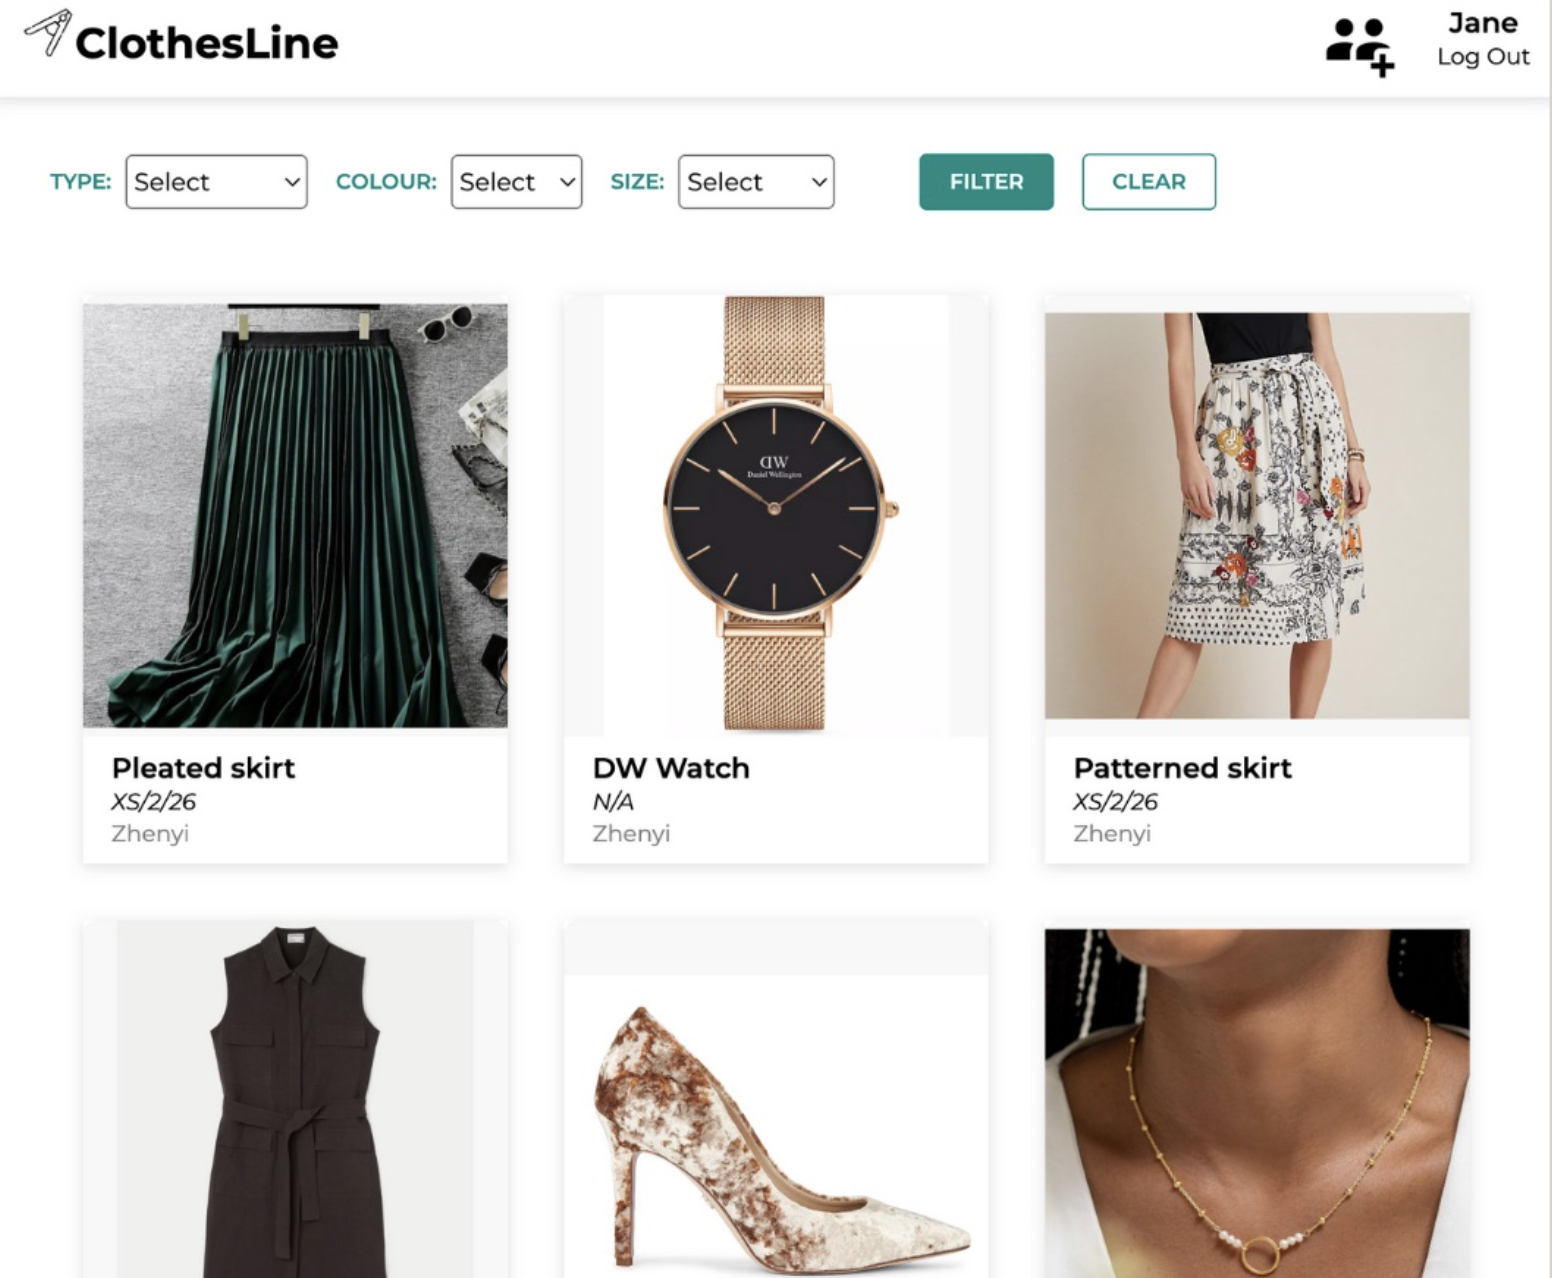 ClothesLine
Jane
Log Out
TYPE: Select COLOUR: Select SIZE: Select FILTER CLEAR
DW
Daniel Wellington
Pleated skirt
XS/2/26
Zhenyi
DW Watch
N/A
Zhenyi
Patterned skirt
XS/2/26
Zhenyi